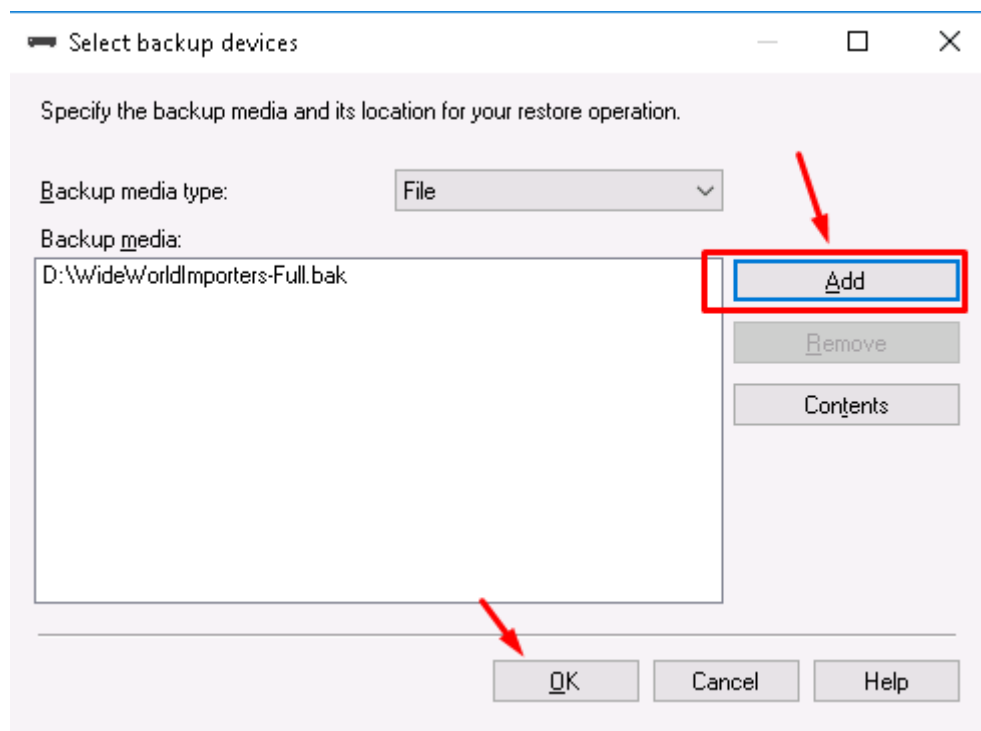 Select backup devices
Specify the backup media and its location for your restore operation.
Backup media type:
File
Backup media:
D:\WideWorldImporters-Full.bak
Add
Remove
Contents
OK
Cancel
Help